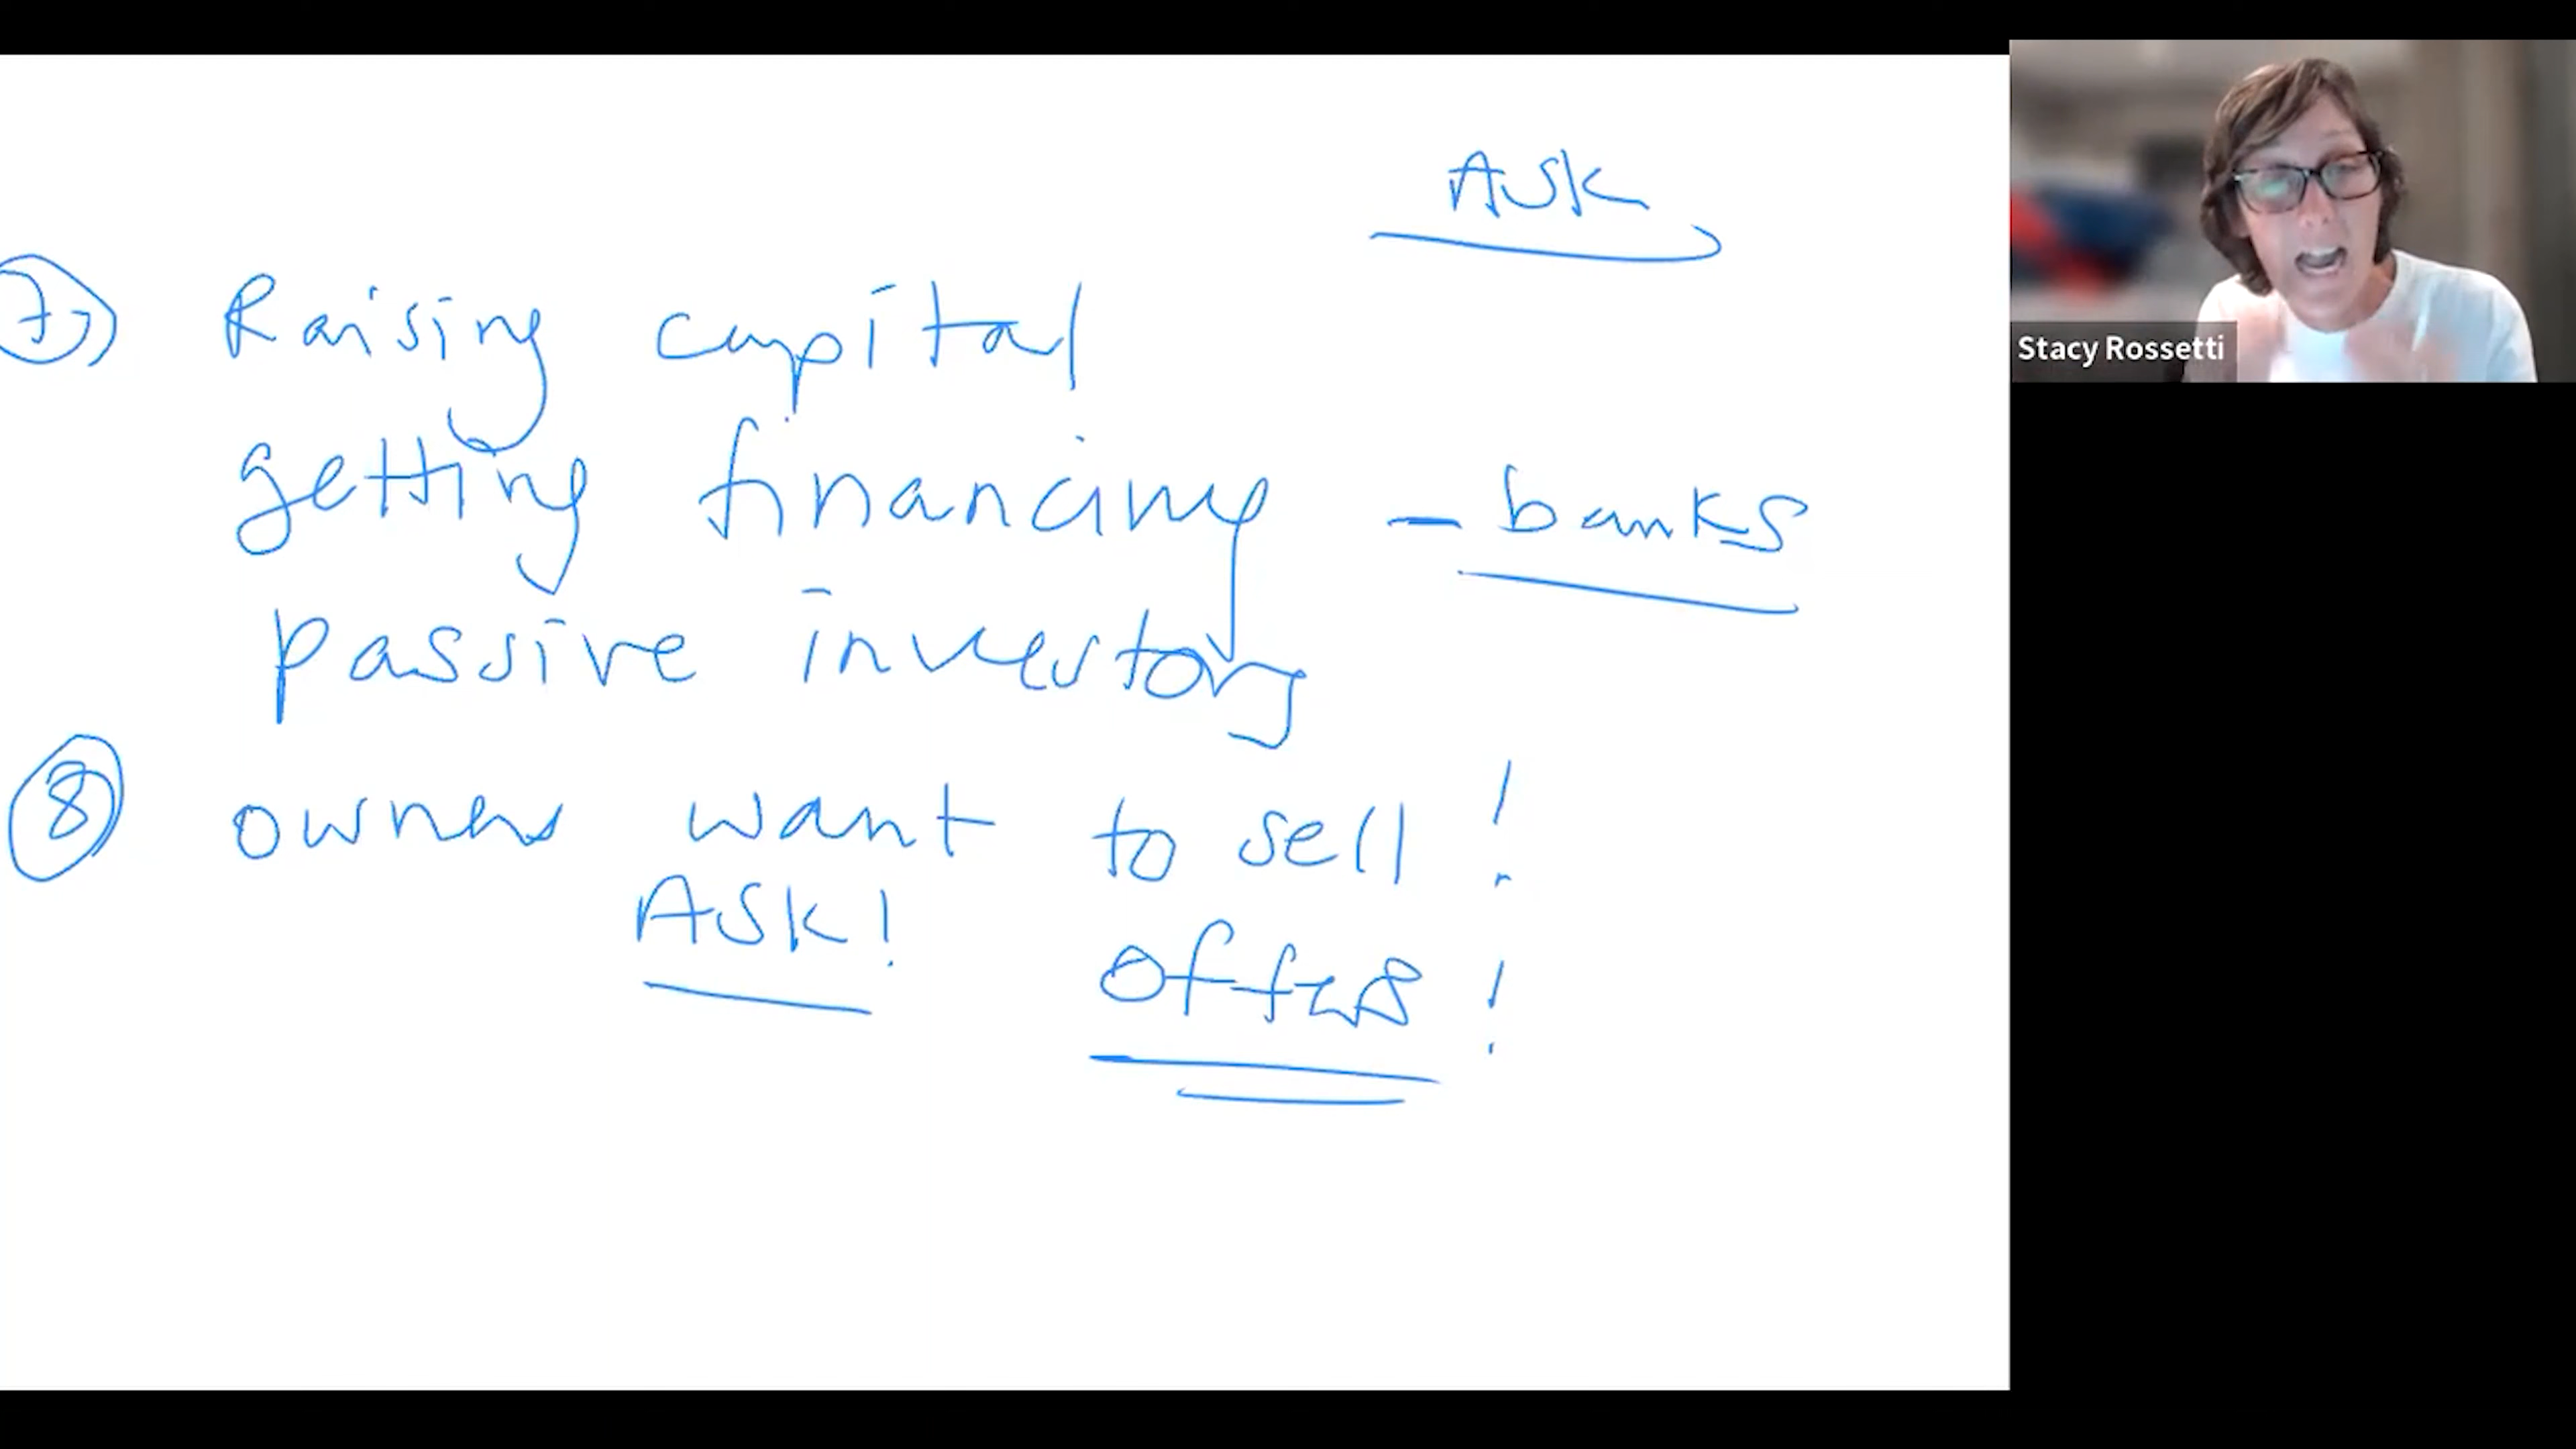 Ask
7 Raising capital
getting financing - banks
passive investors
8 owners want to sell!
Ask! offers!
Stacy Rossetti